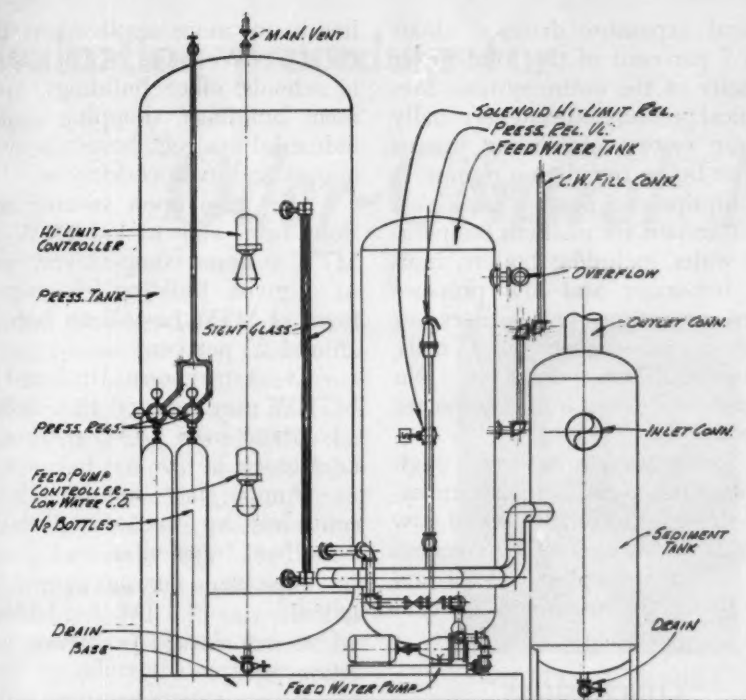 MAN. VENT
SOLENOID HI-LIMIT REL.
PRESS. REL. VL.
FEED WATER TANK
C.W. FILL CONN.
HI-LIMIT
CONTROLLER
OVERFLOW
PRESS. TANK
SIGHT GLASS
OUTLET CONN.
PRESS. REGS.
INLET CONN.
FEED PUMP
CONTROLLER-
LOW WATER C.O.
N2 BOTTLES
SEDIMENT
TANK
DRAIN
BASE
DRAIN
FEED WATER PUMP